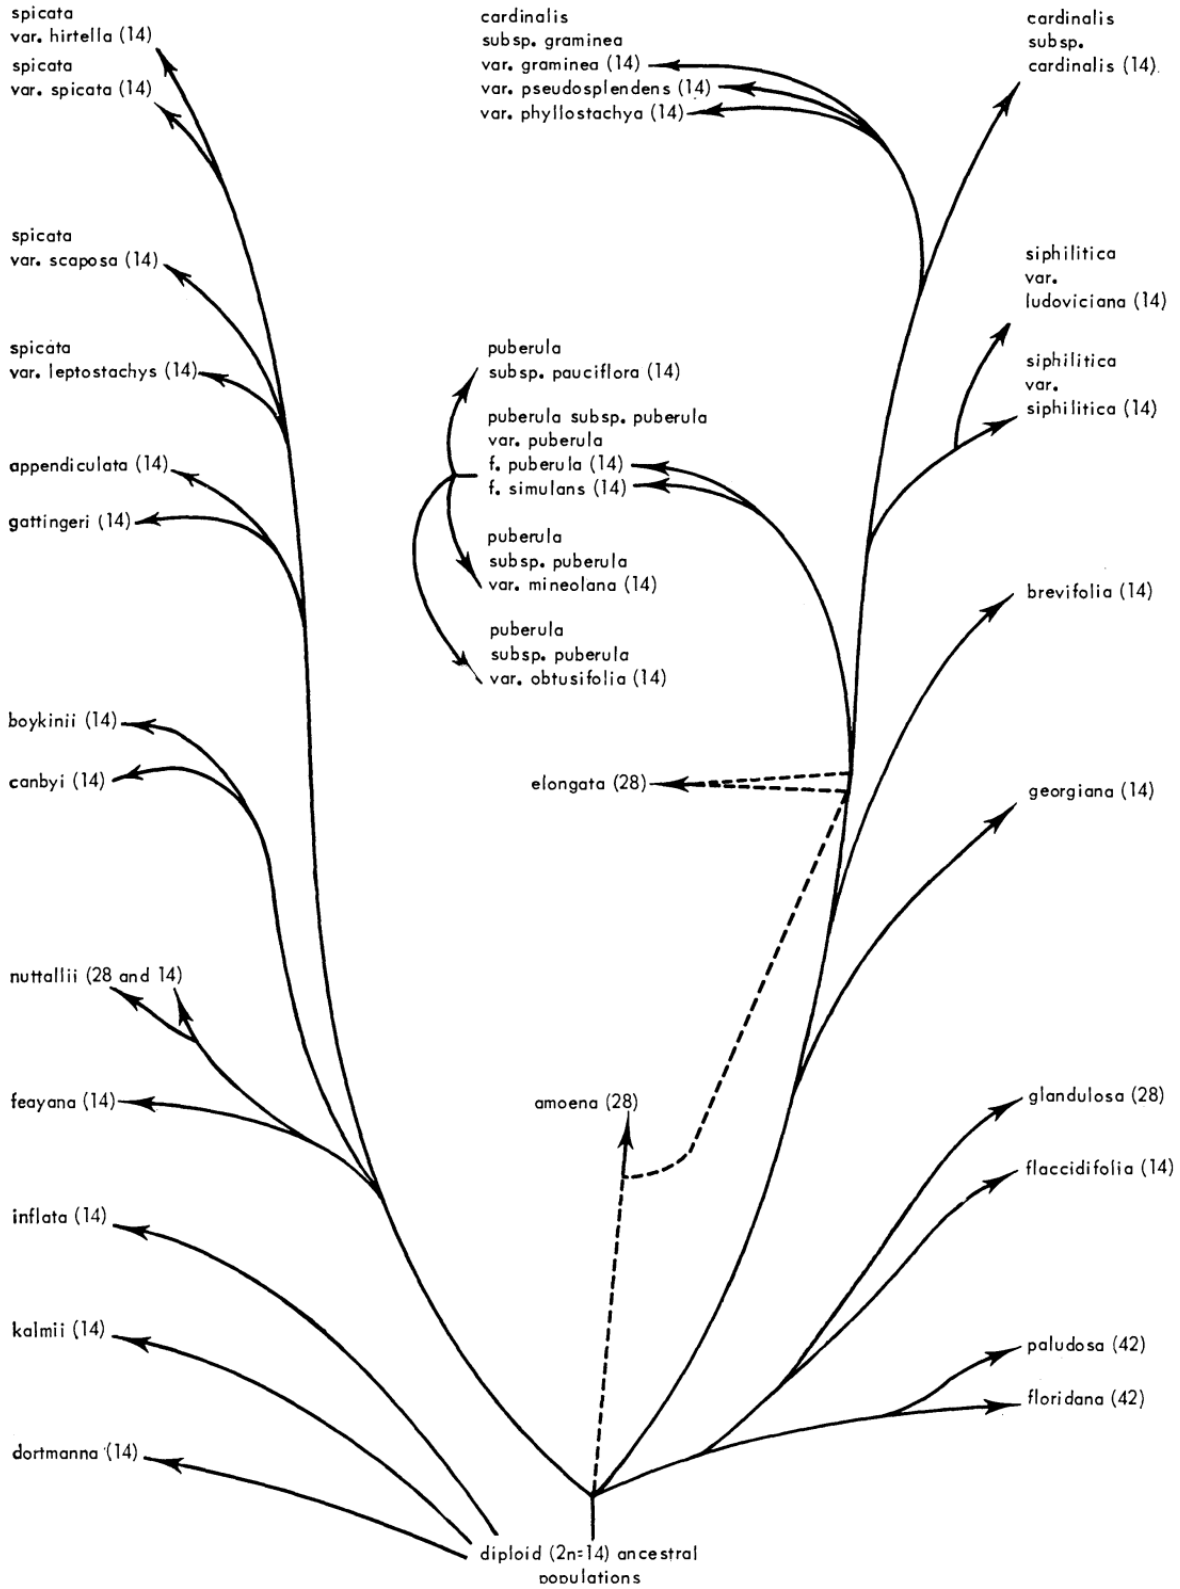 spicata
var. hirtella (14)
spicata
var. spicata (14)
spicata
var. scaposa (14)
spicata
var. leptostachys (14)
appendiculata (14)
gattingeri (14)
boykinii (14)
canbyi (14)
nuttallii (28 and 14)
feayana (14)
inflata (14)
kalmii (14)
dortmanna (14)
cardinalis
subsp. graminea
var. graminea (14)
var. pseudosplendens (14)
var. phyllostachya (14)
puberula
subsp. pauciflora (14)
puberula subsp. puberula
var. puberula
f. puberula (14)
f. simulans (14)
puberula
subsp. puberula
var. mineolana (14)
puberula
subsp. puberula
var. obtusifolia (14)
elongata (28)
amoena (28)
cardinalis
subsp.
cardinalis (14)
siphilitica
var.
ludoviciana (14)
siphilitica
var.
siphilitica (14)
brevifolia (14)
georgiana (14)
glandulosa (28)
flaccidifolia (14)
paludosa (42)
floridana (42)
diploid (2n=14) ancestral
populations